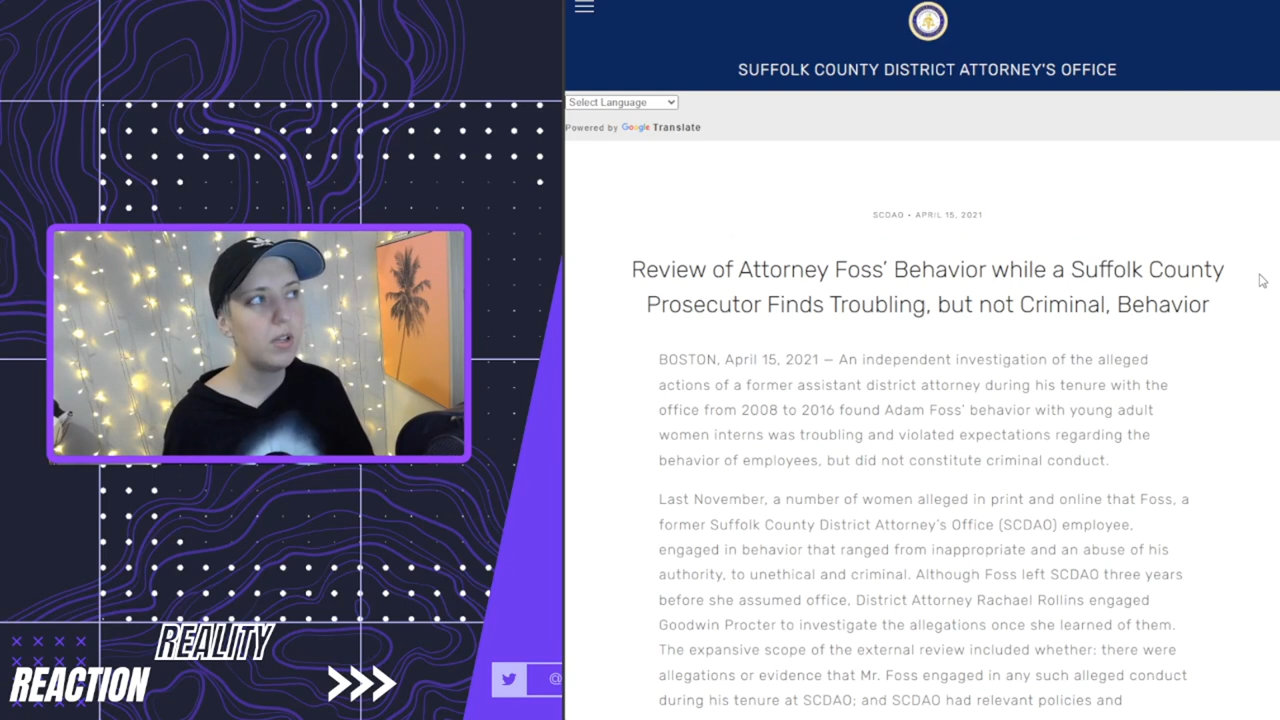 SUFFOLK COUNTY DISTRICT ATTORNEY'S OFFICE
Select Language
Powered by Google Translate
SCDAO • APRIL 15, 2021
Review of Attorney Foss' Behavior while a Suffolk County
Prosecutor Finds Troubling, but not Criminal, Behavior
BOSTON, April 15, 2021 — An independent investigation of the alleged
actions of a former assistant district attorney during his tenure with the
office from 2008 to 2016 found Adam Foss' behavior with young adult
women interns was troubling and violated expectations regarding the
behavior of employees, but did not constitute criminal conduct.
Last November, a number of women alleged in print and online that Foss, a
former Suffolk County District Attorney's Office (SCDAO) employee,
engaged in behavior that ranged from inappropriate and an abuse of his
authority, to unethical and criminal. Although Foss left SCDAO three years
before she assumed office, District Attorney Rachael Rollins engaged
Goodwin Procter to investigate the allegations once she learned of them.
The expansive scope of the external review included whether: there were
allegations or evidence that Mr. Foss engaged in any such alleged conduct
during his tenure at SCDAO; and SCDAO had relevant policies and
REALITY
REACTION
@